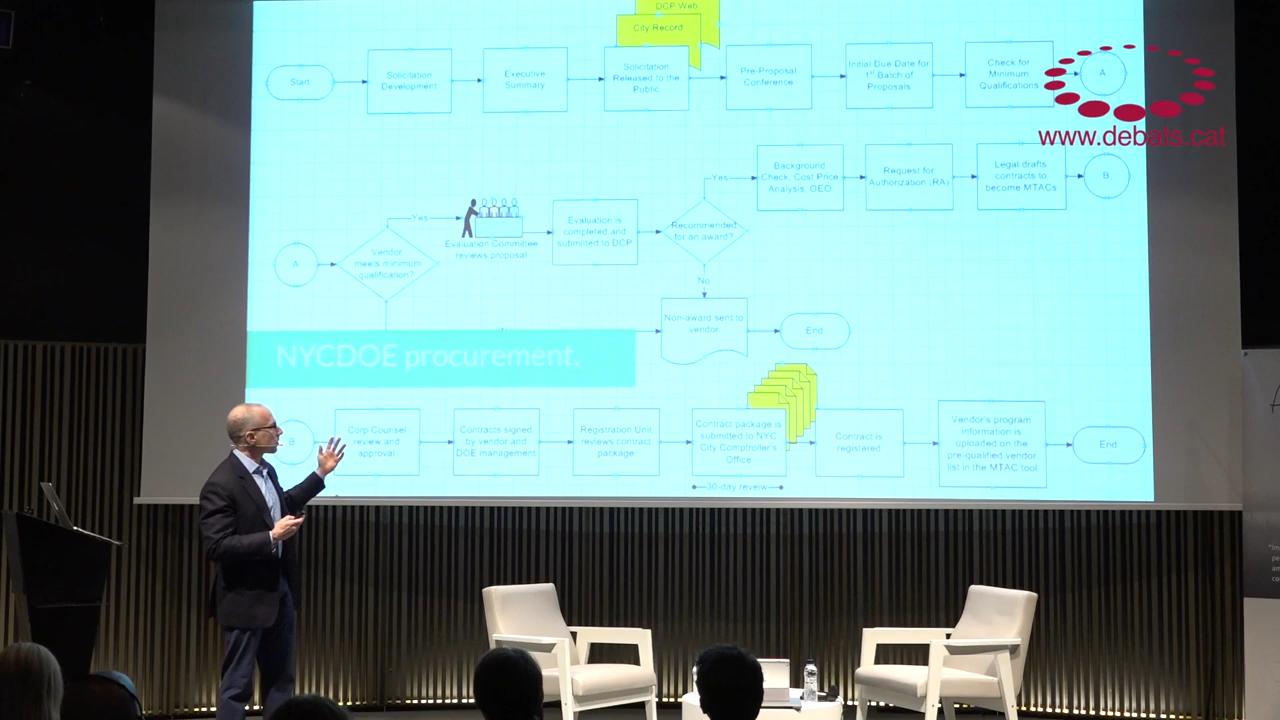 DCP Web
City Record
Start
Solicitation
Development
Executive
Summary
Solicitation
Released to the
Public
Pre-Proposal
Conference
Initial Due Date for
1st Batch of
Proposals
Check for
Minimum
Qualifications
A
www.debats.cat
Yes
Background
Check, Cost Price
Analysis, OEO
Request for
Authorization (RA)
Legal drafts
contracts to
become MTACs
B
Yes
A
Vendor
meets minimum
qualification?
Evaluation Committee
reviews proposal
Evaluation is
completed and
submitted to DCP
Recommended
for an award?
No
Non-award sent to
vendor
End
NYCDOE procurement.
B
Corp Counsel
review and
approval
Contracts signed
by vendor and
DOE management
Registration Unit
reviews contract
package
Contract package is
submitted to NYC
City Comptroller's
Office
30-day reveiw
Contract is
registered
Vendor's program
information is
uploaded on the
pre-qualified vendor
list in the MTAC tool
End